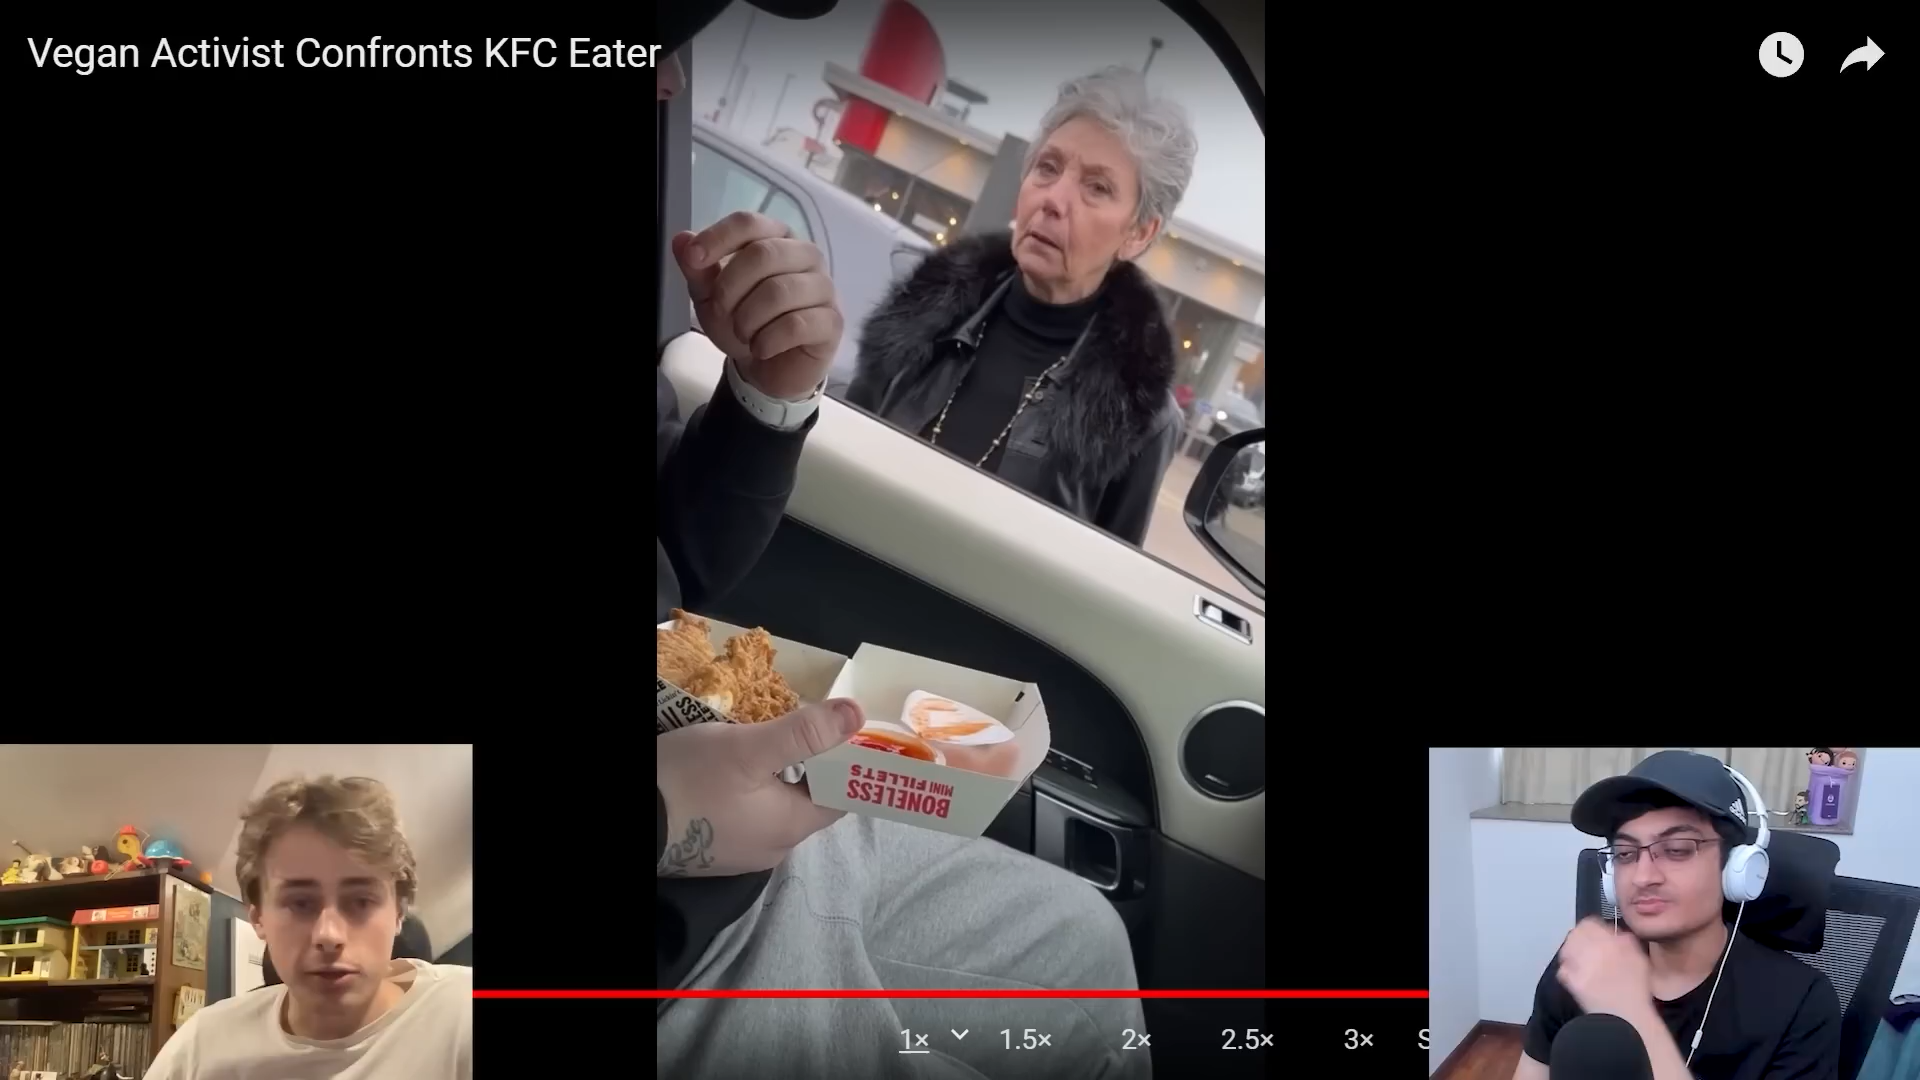 Vegan Activist Confronts KFC Eater
BONELESS
MINI FILLETS
1× 1.5× 2× 2.5× 3× S